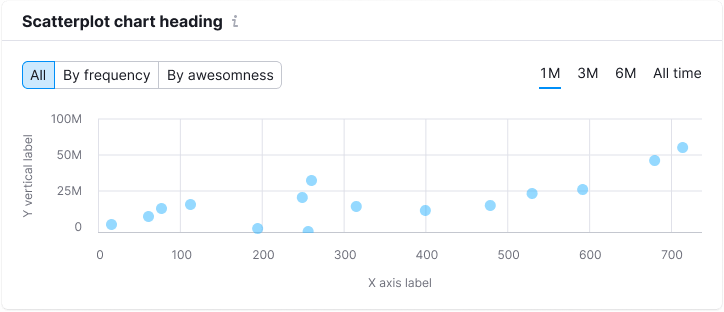 Scatterplot chart heading i
All By frequency By awesomness 1M 3M 6M All time
100M
50M
25M
0
Y vertical label
0 100 200 300 400 500 600 700
X axis label